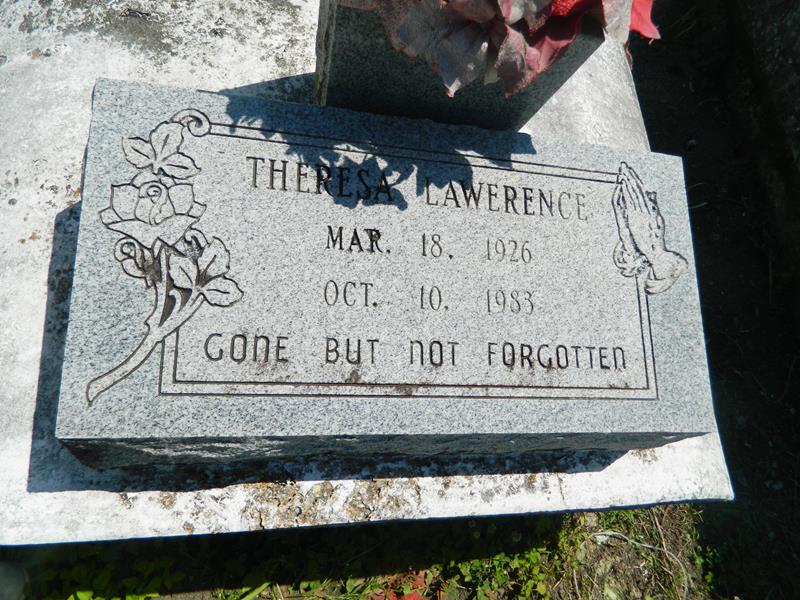 THERESA LAWERENCE
MAR. 18. 1926
OCT. 10. 1983
GONE BUT NOT FORGOTTEN